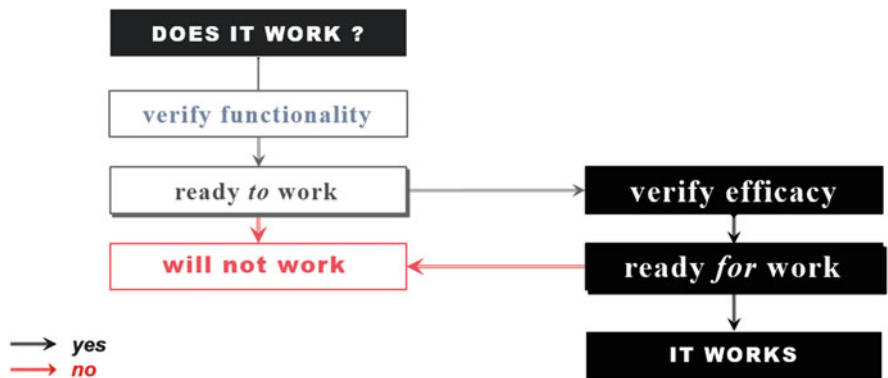 DOES IT WORK ?
verify functionality
ready to work
verify efficacy
will not work
ready for work
IT WORKS
yes
no